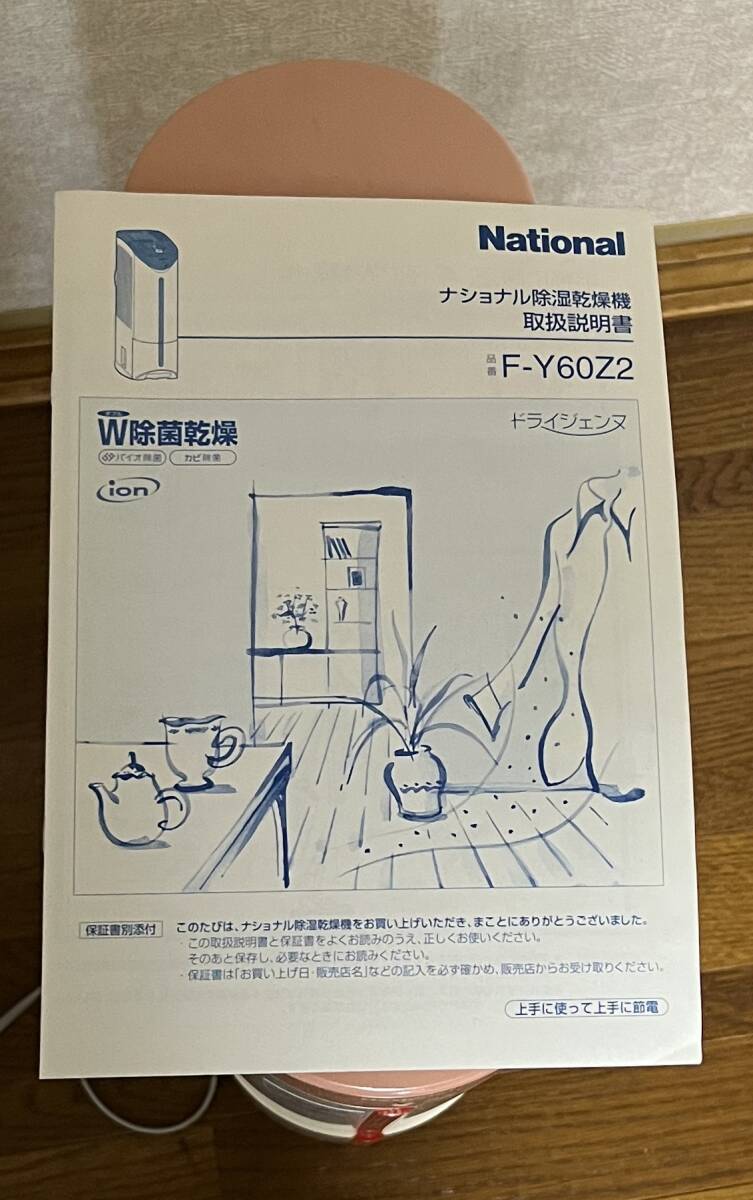 National
ナショナル除湿乾燥機
取扱説明書
品番 F-Y60Z2
ダブル
W除菌乾燥
バイオ除菌 カビ除菌
ion
ドライジェンヌ
保証書別添付
このたびは、ナショナル除湿乾燥機をお買い上げいただき、まことにありがとうございました。
・この取扱説明書と保証書をよくお読みのうえ、正しくお使いください。
そのあと保存し、必要なときにお読みください。
・保証書は「お買い上げ日・販売店名」などの記入を必ず確かめ、販売店からお受け取りください。
上手に使って上手に節電